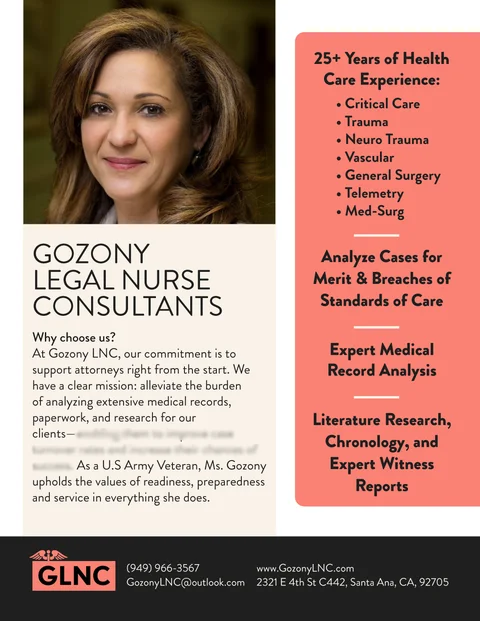 GOZONY
LEGAL NURSE
CONSULTANTS
Why choose us?
At Gozony LNC, our commitment is to
support attorneys right from the start. We
have a clear mission: alleviate the burden
of analyzing extensive medical records,
paperwork, and research for our
clients—
As a U.S Army Veteran, Ms. Gozony
upholds the values of readiness, preparedness
and service in everything she does.
25+ Years of Health
Care Experience:
• Critical Care
• Trauma
• Neuro Trauma
• Vascular
• General Surgery
• Telemetry
• Med-Surg
Analyze Cases for
Merit & Breaches of
Standards of Care
Expert Medical
Record Analysis
Literature Research,
Chronology, and
Expert Witness
Reports
GLNC
(949) 966-3567
GozonyLNC@outlook.com
www.GozonyLNC.com
2321 E 4th St C442, Santa Ana, CA, 92705